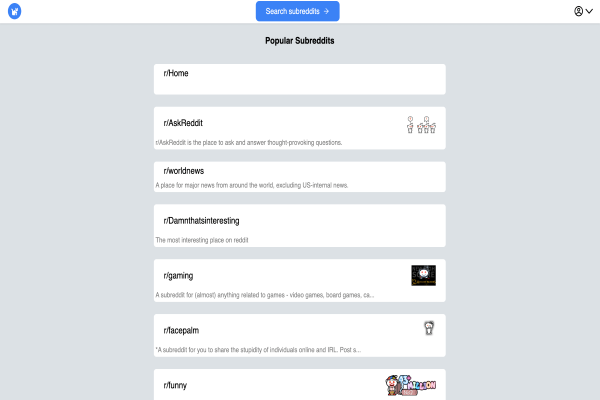 Search subreddits →
Popular Subreddits
r/Home
r/AskReddit
r/AskReddit is the place to ask and answer thought-provoking questions.
r/worldnews
A place for major news from around the world, excluding US-internal news.
r/Damnthatsinteresting
The most interesting place on reddit
r/gaming
A subreddit for (almost) anything related to games - video games, board games, ca...
r/facepalm
*A subreddit for you to share the stupidity of individuals online and IRL. Post s...
r/funny